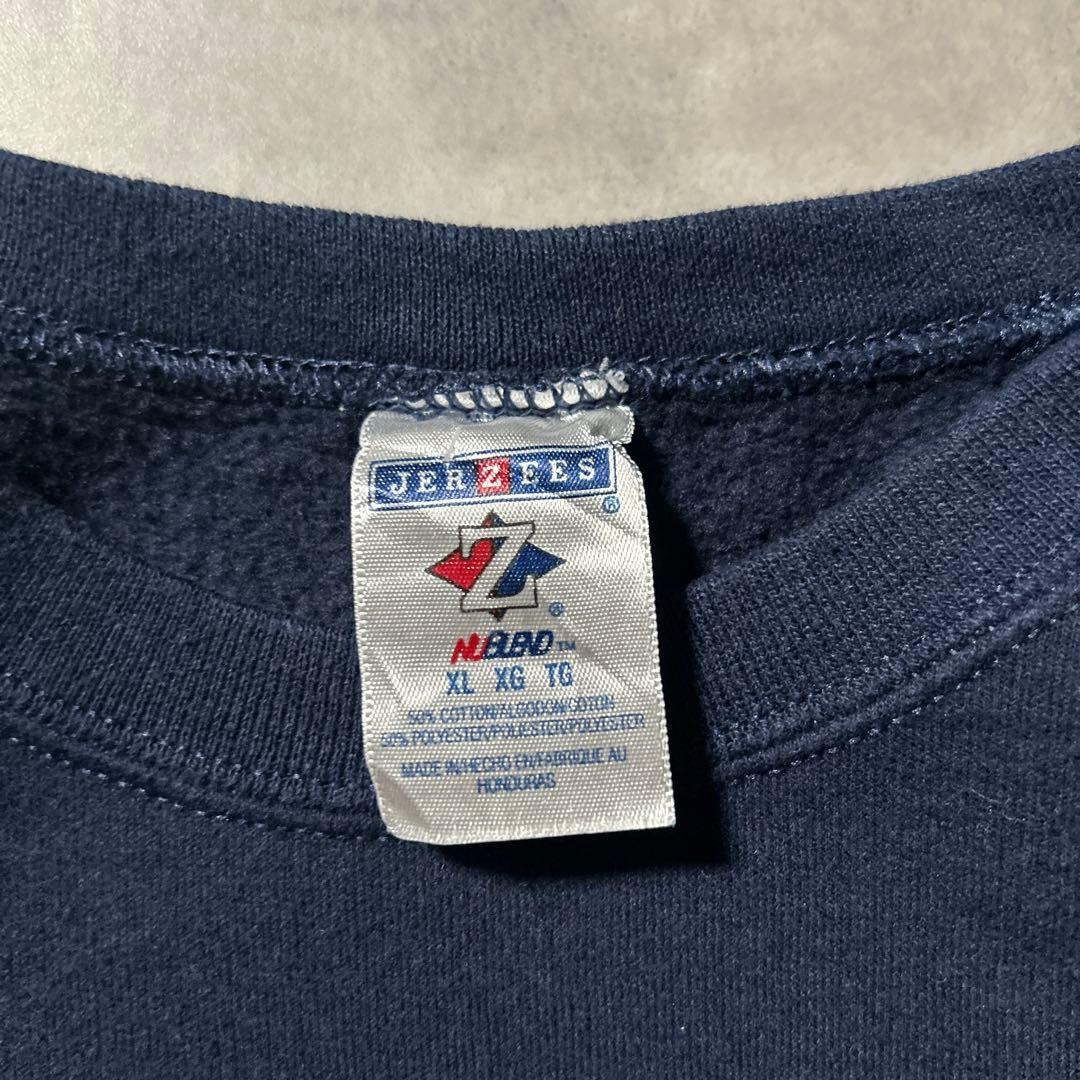 JERZEES®
Z®
NUBLEND™
XL XG TG
50% COTTON/ALGODON/COTON
50% POLYESTER/POLIESTER/POLYESTER
MADE IN/HECHO EN/FABRIQUE AU
HONDURAS